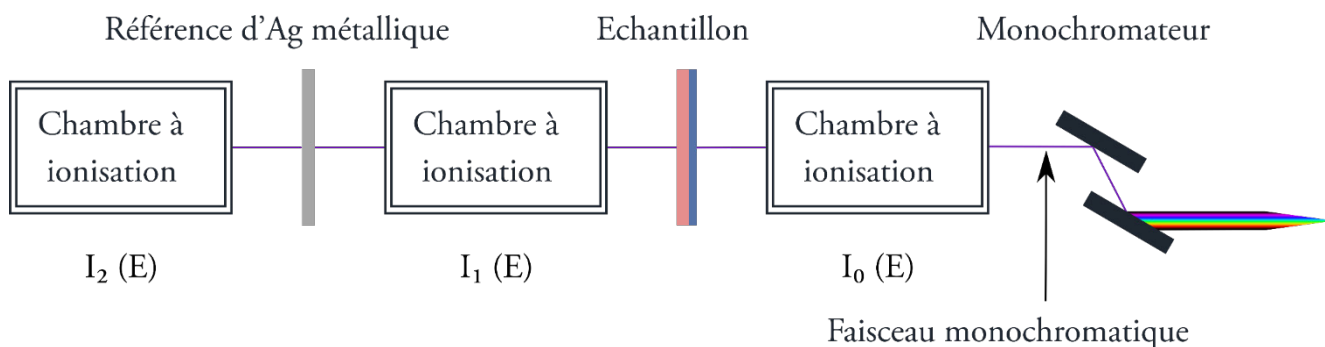 Référence d'Ag métallique
Echantillon
Monochromateur
Chambre à
ionisation
Chambre à
ionisation
Chambre à
ionisation
I₂ (E)
I₁ (E)
I₀ (E)
Faisceau monochromatique